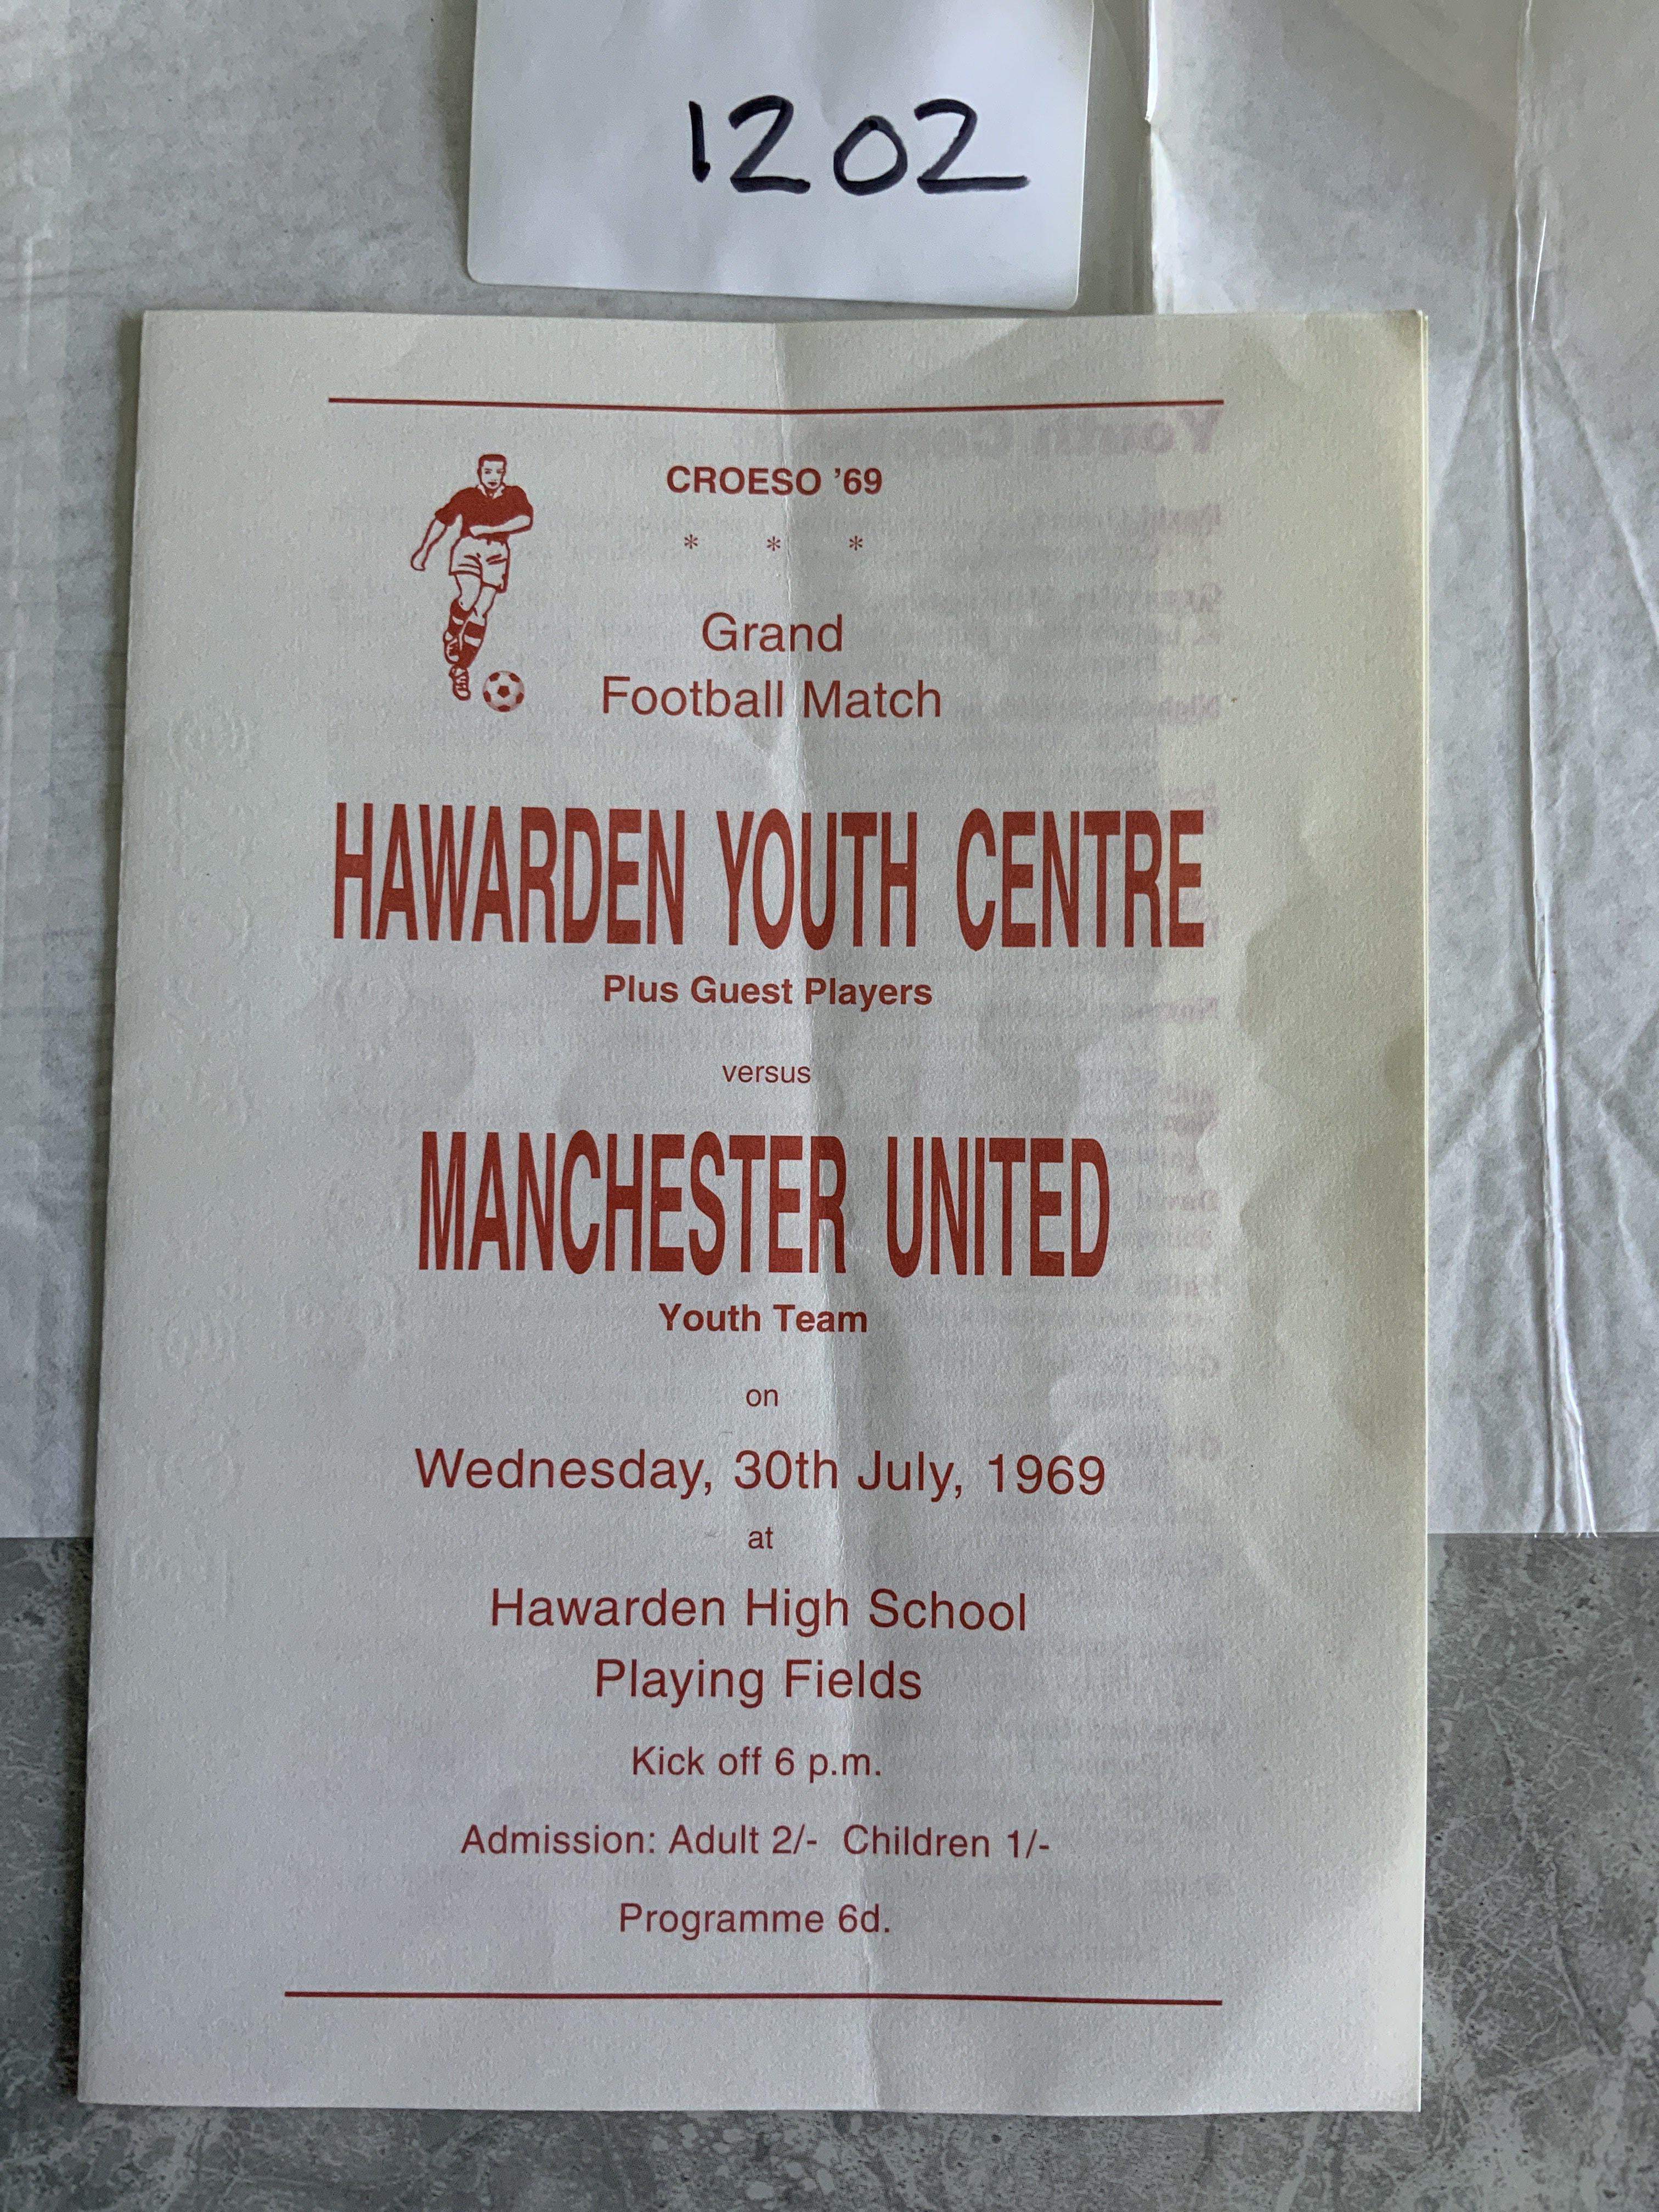 1202
CROESO '69
* * *
Grand
Football Match
HAWARDEN YOUTH CENTRE
Plus Guest Players
versus
MANCHESTER UNITED
Youth Team
on
Wednesday, 30th July, 1969
at
Hawarden High School
Playing Fields
Kick off 6 p.m.
Admission: Adult 2/- Children 1/-
Programme 6d.